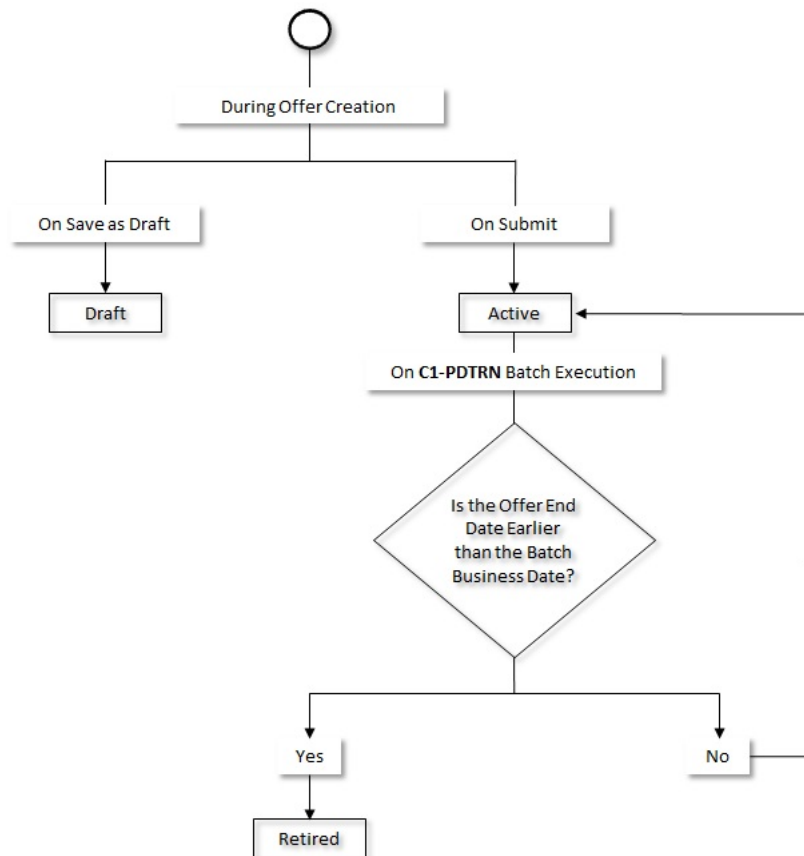 During Offer Creation
On Save as Draft
On Submit
Draft
Active
On C1-PDTRN Batch Execution
Is the Offer End
Date Earlier
than the Batch
Business Date?
Yes
No
Retired